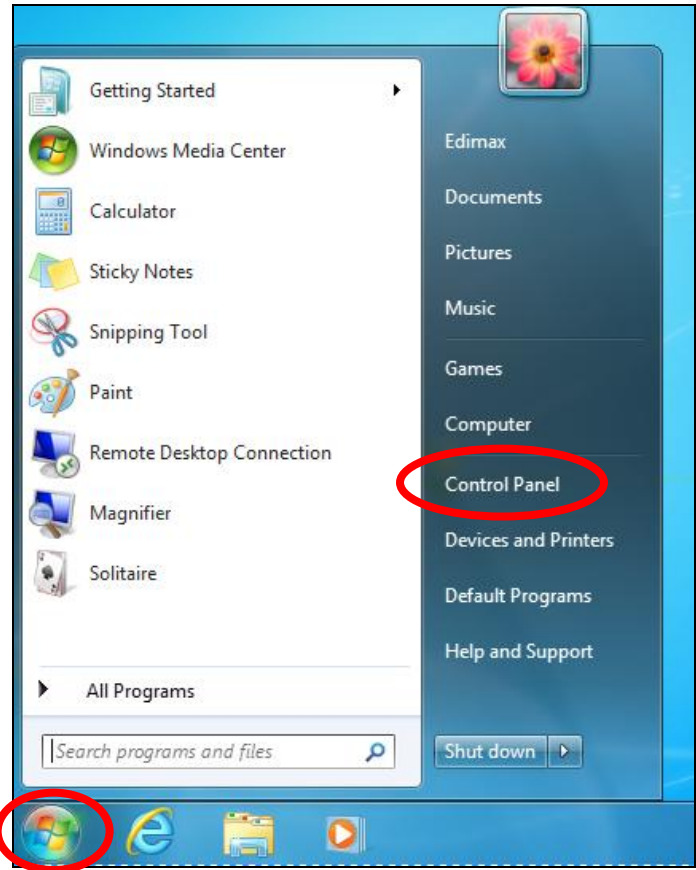 Getting Started
Windows Media Center
Calculator
Sticky Notes
Snipping Tool
Paint
Remote Desktop Connection
Magnifier
Solitaire
All Programs
Search programs and files
Edimax
Documents
Pictures
Music
Games
Computer
Control Panel
Devices and Printers
Default Programs
Help and Support
Shut down